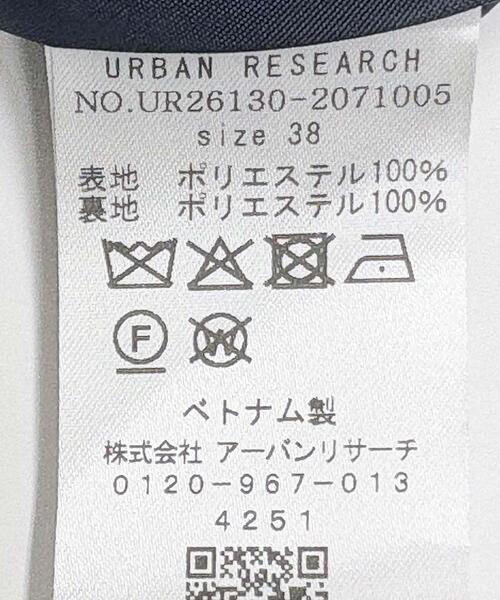 URBAN RESEARCH
NO.UR26130-2071005
size 38
表地 ポリエステル100%
裏地 ポリエステル100%
F
W
ベトナム製
株式会社 アーバンリサーチ
0120-967-013
4251